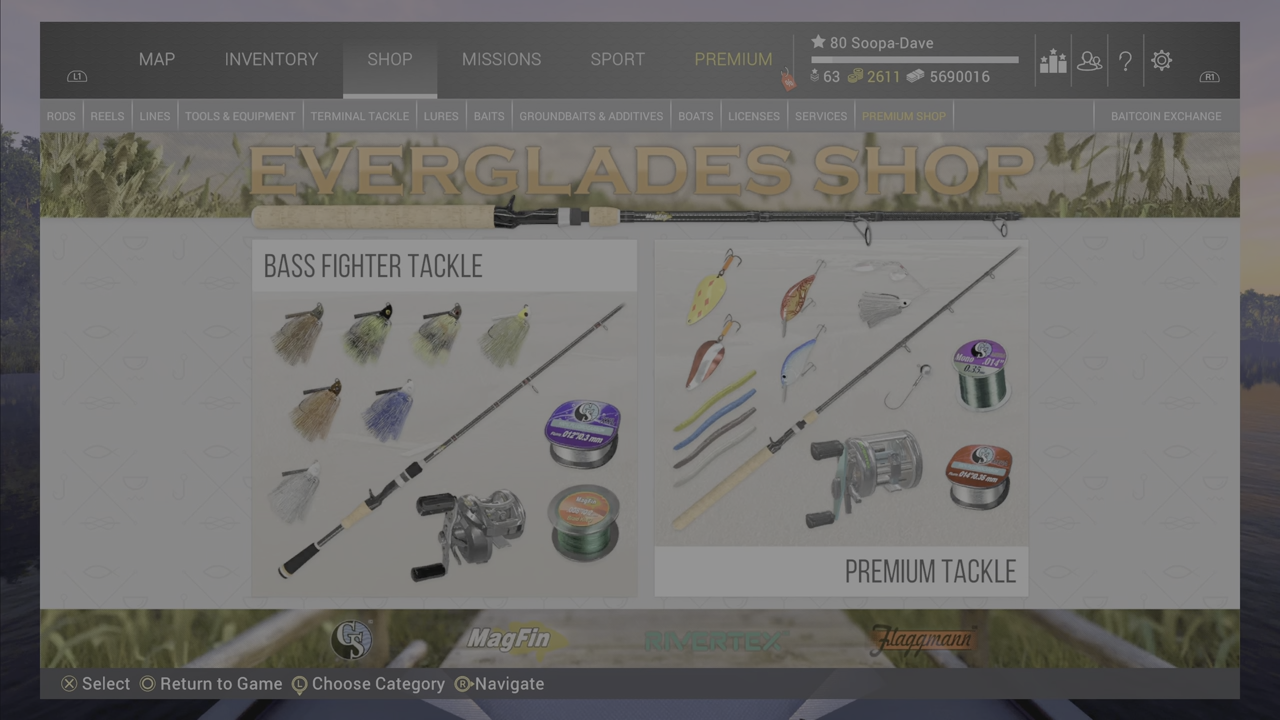 MAP INVENTORY SHOP MISSIONS SPORT PREMIUM
80 Soopa-Dave
63 2611 5690016
L1 R1
RODS REELS LINES TOOLS & EQUIPMENT TERMINAL TACKLE LURES BAITS GROUNDBAITS & ADDITIVES BOATS LICENSES SERVICES PREMIUM SHOP BAITCOIN EXCHANGE
EVERGLADES SHOP
BASS FIGHTER TACKLE
PREMIUM TACKLE
MagFin RIVERTEX Flaggmann
Select Return to Game L Choose Category R Navigate